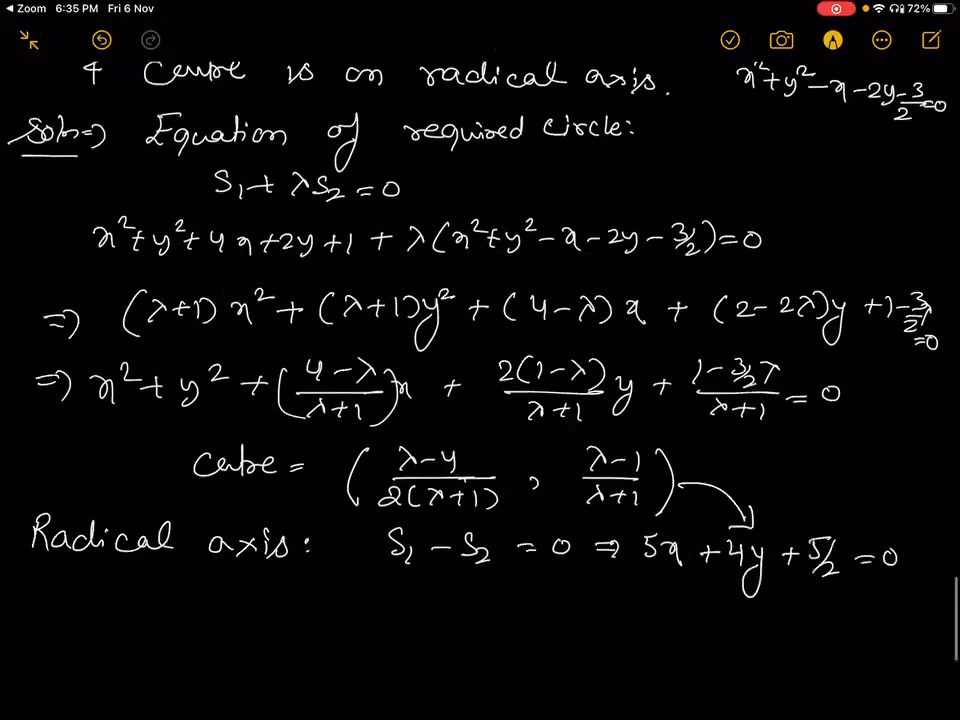 ◀ Zoom 6:35 PM Fri 6 Nov 72%
& Centre is on radical axis. x² + y² - x - 2y - 3/2 = 0
Soln ⇒ Equation of required circle:
S₁ + λS₂ = 0
x² + y² + 4x + 2y + 1 + λ(x² + y² - x - 2y - 3/2) = 0
⇒ (λ+1)x² + (λ+1)y² + (4-λ)x + (2-2λ)y + 1 - 3/2 λ = 0
⇒ x² + y² + ((4-λ)/(λ+1))x + (2(1-λ)/(λ+1))y + (1 - 3/2 λ)/(λ+1) = 0
Centre = ((λ-4)/(2(λ+1)), (λ-1)/(λ+1))
Radical axis: S₁ - S₂ = 0 ⇒ 5x + 4y + 5/2 = 0